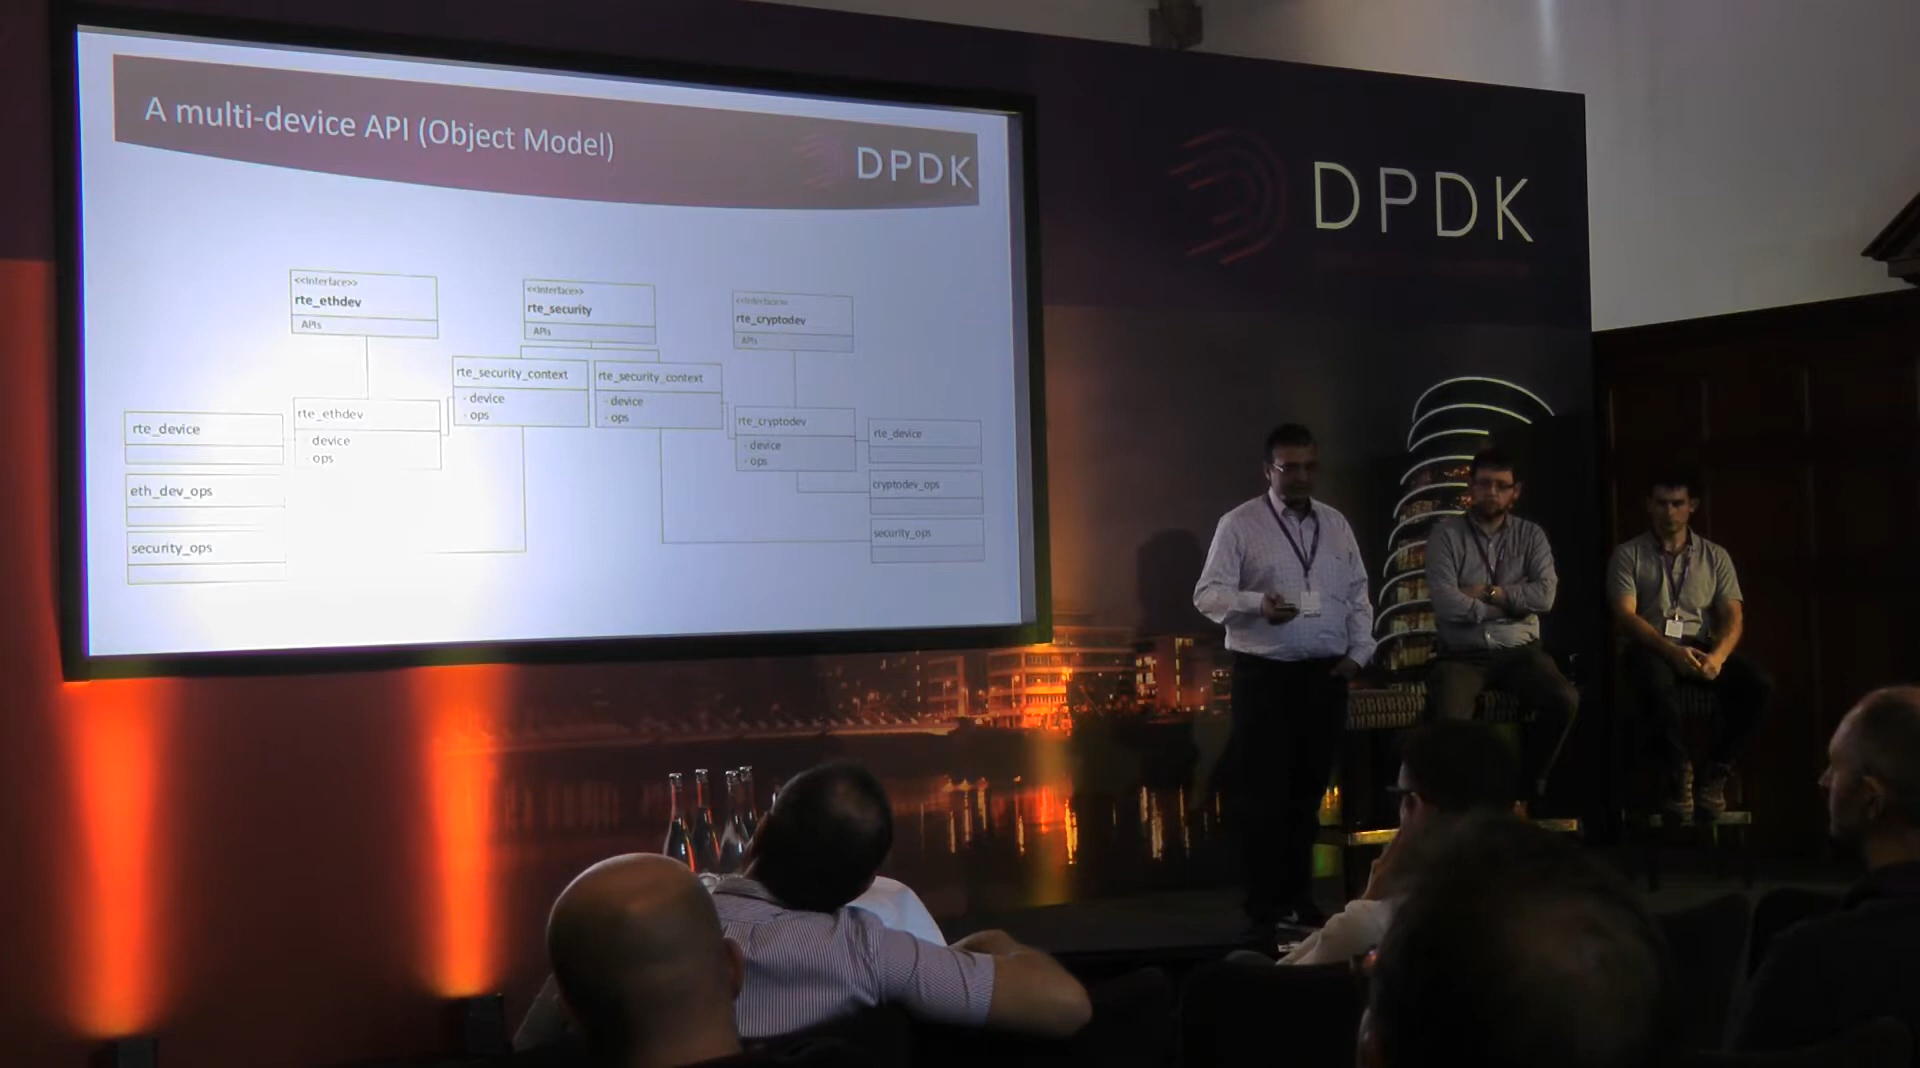 A multi-device API (Object Model)
DPDK
DPDK
<<interface>>
rte_ethdev
APIs
<<interface>>
rte_security
APIs
<<interface>>
rte_cryptodev
APIs
rte_security_context
- device
- ops
rte_security_context
- device
- ops
rte_device
rte_ethdev
- device
- ops
rte_cryptodev
- device
- ops
rte_device
eth_dev_ops
cryptodev_ops
security_ops
security_ops